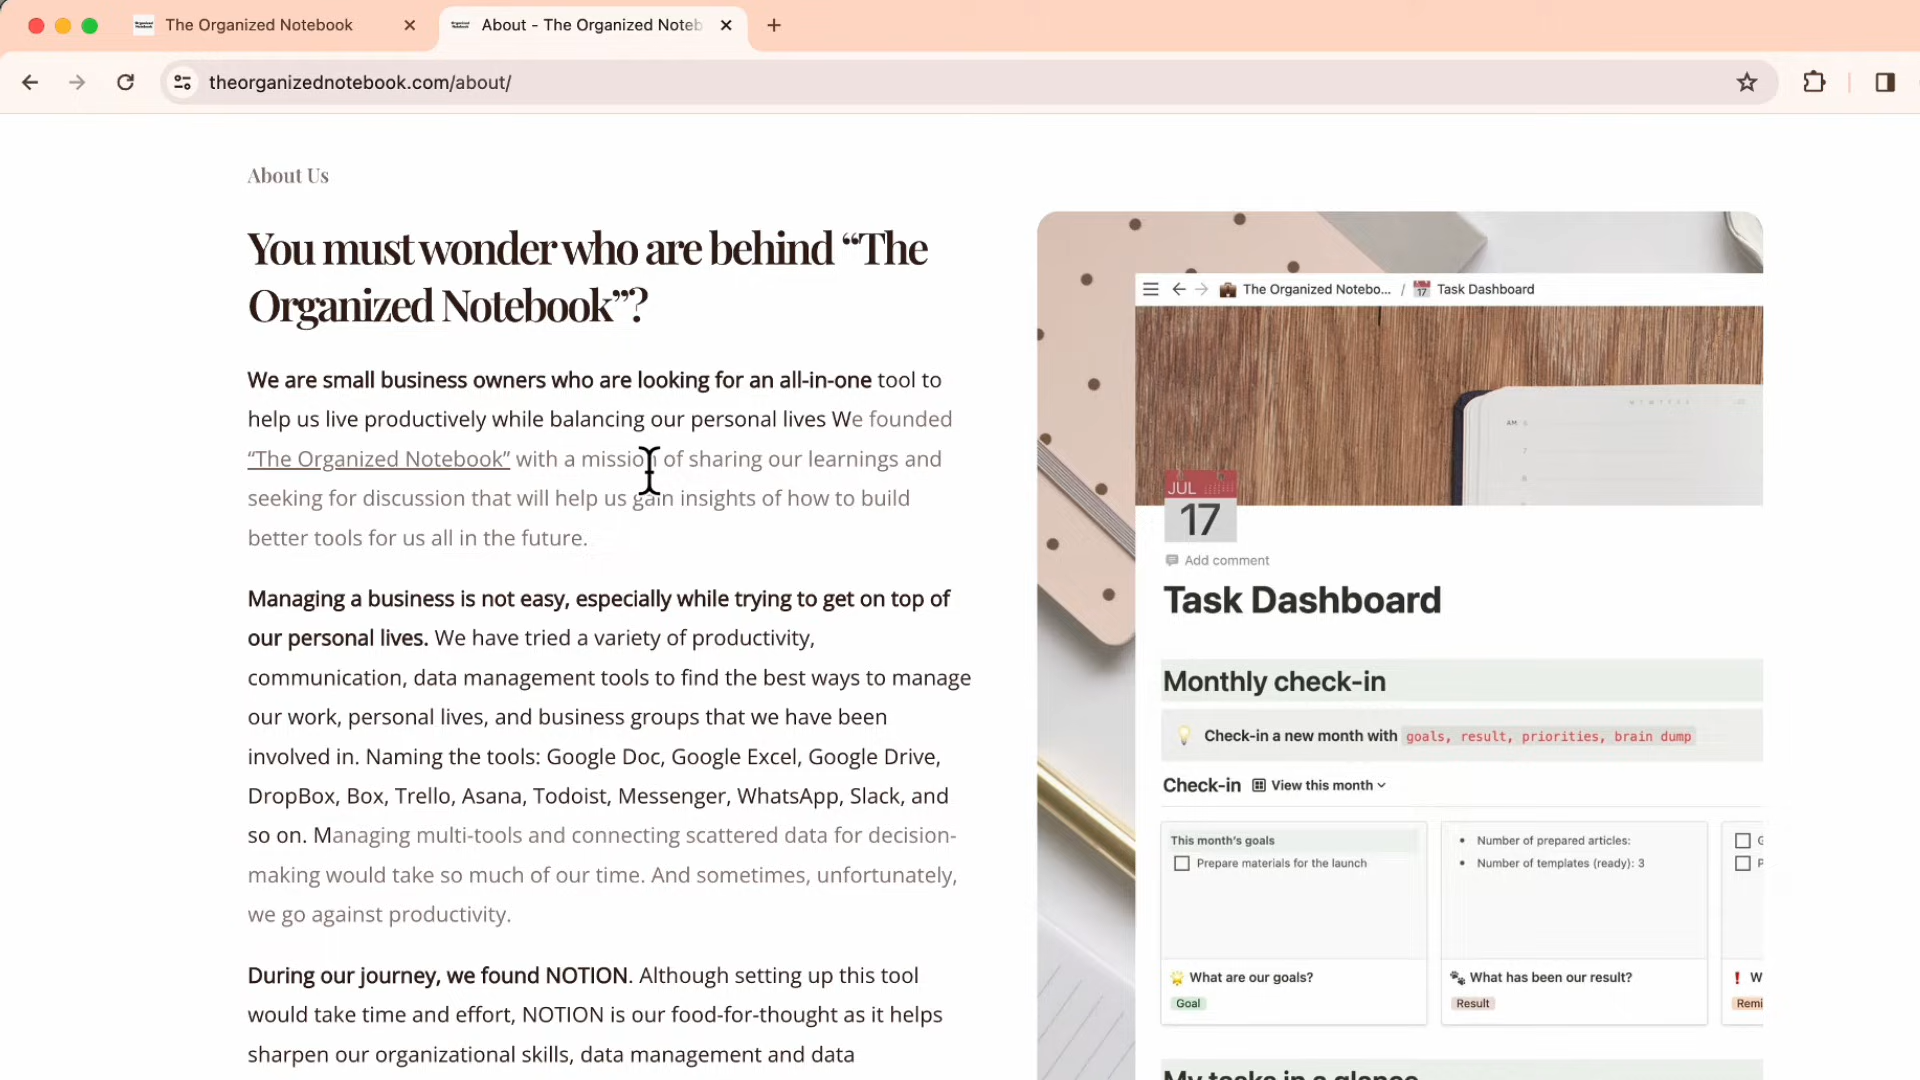 The Organized Notebook
About - The Organized Noteb
theorganizednotebook.com/about/
About Us
You must wonder who are behind “The
Organized Notebook”?
We are small business owners who are looking for an all-in-one tool to
help us live productively while balancing our personal lives We founded
“The Organized Notebook” with a mission of sharing our learnings and
seeking for discussion that will help us gain insights of how to build
better tools for us all in the future.
Managing a business is not easy, especially while trying to get on top of
our personal lives. We have tried a variety of productivity,
communication, data management tools to find the best ways to manage
our work, personal lives, and business groups that we have been
involved in. Naming the tools: Google Doc, Google Excel, Google Drive,
DropBox, Box, Trello, Asana, Todoist, Messenger, WhatsApp, Slack, and
so on. Managing multi-tools and connecting scattered data for decision-
making would take so much of our time. And sometimes, unfortunately,
we go against productivity.
During our journey, we found NOTION. Although setting up this tool
would take time and effort, NOTION is our food-for-thought as it helps
sharpen our organizational skills, data management and data
The Organized Notebo... / Task Dashboard
AM
JUL
17
Add comment
Task Dashboard
Monthly check-in
Check-in a new month with goals, result, priorities, brain dump
Check-in View this month
This month's goals
Prepare materials for the launch
What are our goals?
Goal
• Number of prepared articles:
• Number of templates (ready): 3
What has been our result?
Result
W
Remi
My tasks in a glance